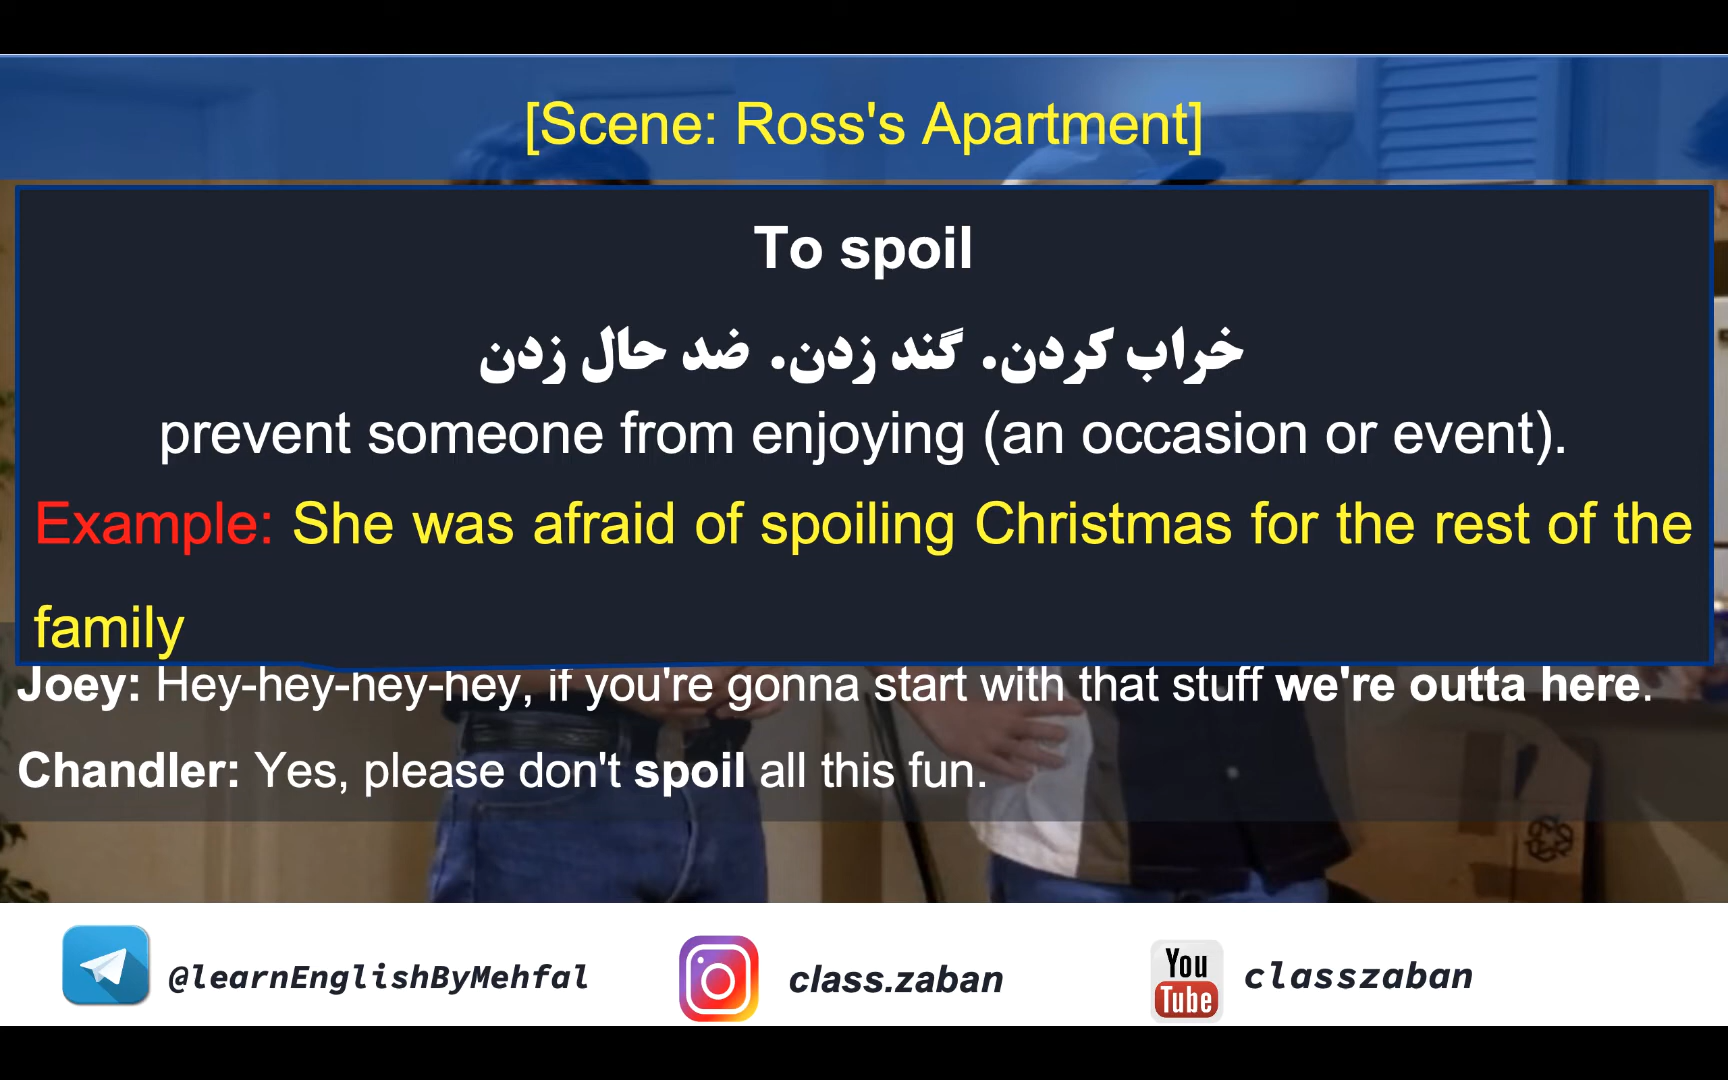 [Scene: Ross's Apartment]
To spoil
خراب کردن. گند زدن. ضد حال زدن
prevent someone from enjoying (an occasion or event).
Example: She was afraid of spoiling Christmas for the rest of the
family
Joey: Hey-hey-hey-hey, if you're gonna start with that stuff we're outta here.
Chandler: Yes, please don't spoil all this fun.
@learnEnglishByMehfal
class.zaban
You
Tube
classzaban